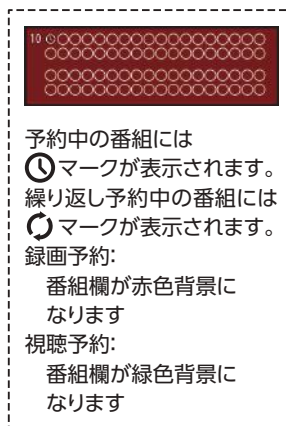 10 🕒○○○○○○○○○○○○○○○○○○
○○○○○○○○○○○○○○○○○○
○○○○○○○○○○○○○○○○○○
○○○○○○○○○○○○○○○○○○
予約中の番組には
🕒マークが表示されます。
繰り返し予約中の番組には
🔄マークが表示されます。
録画予約:
番組欄が赤色背景に
なります
視聴予約:
番組欄が緑色背景に
なります